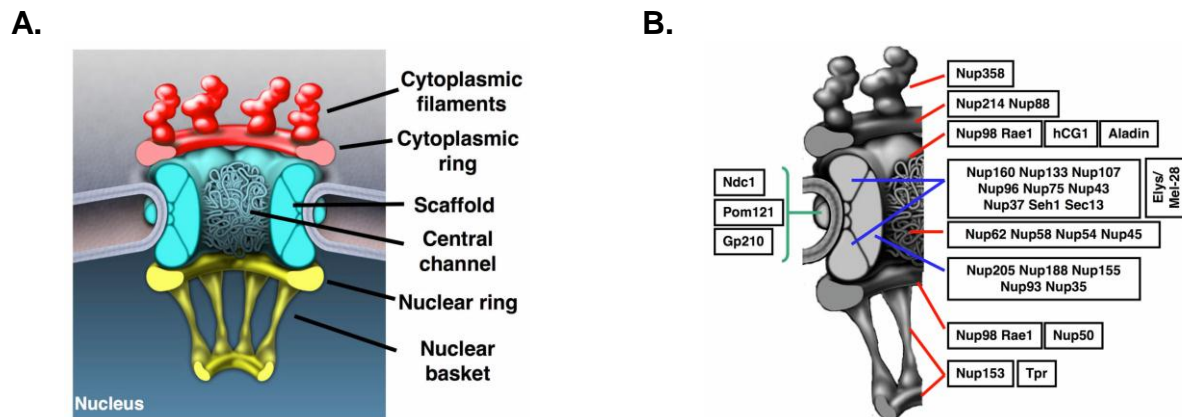 A.
Cytoplasmic
filaments
Cytoplasmic
ring
Scaffold
Central
channel
Nuclear ring
Nuclear
basket
Nucleus
B.
Nup358
Nup214 Nup88
Nup98 Rae1
hCG1
Aladin
Ndc1
Pom121
Gp210
Nup160 Nup133 Nup107
Nup96 Nup75 Nup43
Nup37 Seh1 Sec13
Elys/
Mel-28
Nup62 Nup58 Nup54 Nup45
Nup205 Nup188 Nup155
Nup93 Nup35
Nup98 Rae1
Nup50
Nup153
Tpr